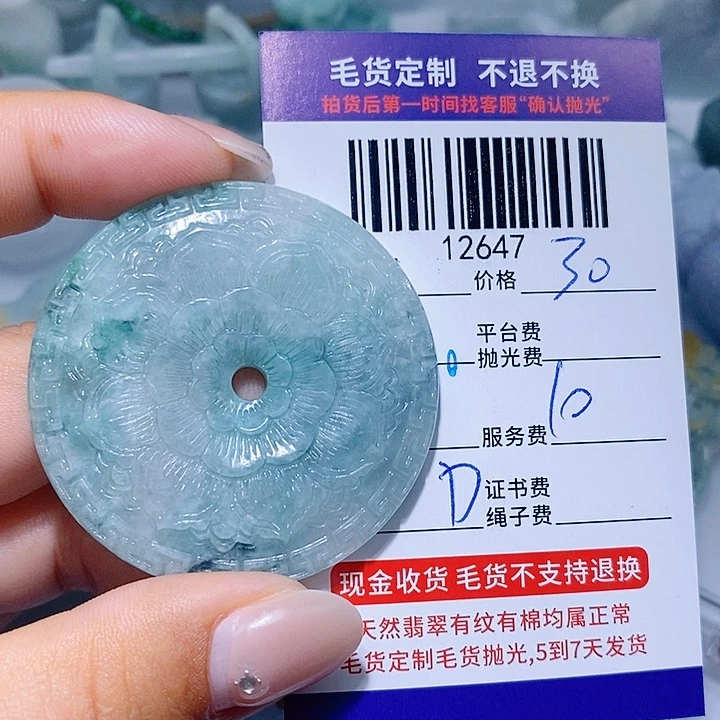 毛货定制 不退不换
拍货后第一时间找客服“确认抛光”
12647
价格 30
平台费
0 抛光费
服务费 10
D 证书费
绳子费
现金收货 毛货不支持退换
天然翡翠有纹有棉均属正常
毛货定制毛货抛光,5到7天发货